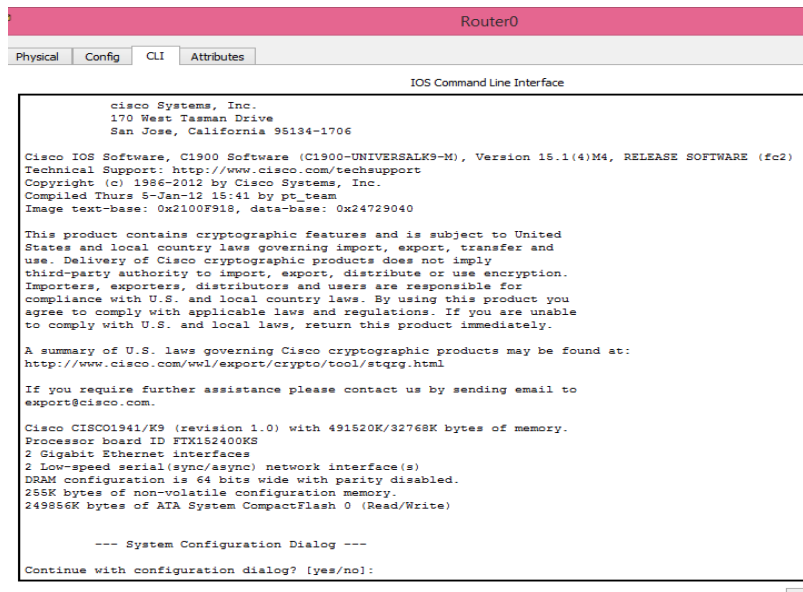 Router0
Physical Config CLI Attributes
IOS Command Line Interface
cisco Systems, Inc.
170 West Tasman Drive
San Jose, California 95134-1706
Cisco IOS Software, C1900 Software (C1900-UNIVERSALK9-M), Version 15.1(4)M4, RELEASE SOFTWARE (fc2)
Technical Support: http://www.cisco.com/techsupport
Copyright (c) 1986-2012 by Cisco Systems, Inc.
Compiled Thurs 5-Jan-12 15:41 by pt_team
Image text-base: 0x2100F918, data-base: 0x24729040
This product contains cryptographic features and is subject to United
States and local country laws governing import, export, transfer and
use. Delivery of Cisco cryptographic products does not imply
third-party authority to import, export, distribute or use encryption.
Importers, exporters, distributors and users are responsible for
compliance with U.S. and local country laws. By using this product you
agree to comply with applicable laws and regulations. If you are unable
to comply with U.S. and local laws, return this product immediately.
A summary of U.S. laws governing Cisco cryptographic products may be found at:
http://www.cisco.com/wwl/export/crypto/tool/stqrg.html
If you require further assistance please contact us by sending email to
export@cisco.com.
Cisco CISCO1941/K9 (revision 1.0) with 491520K/32768K bytes of memory.
Processor board ID FTX152400KS
2 Gigabit Ethernet interfaces
2 Low-speed serial(sync/async) network interface(s)
DRAM configuration is 64 bits wide with parity disabled.
255K bytes of non-volatile configuration memory.
249856K bytes of ATA System CompactFlash 0 (Read/Write)
--- System Configuration Dialog ---
Continue with configuration dialog? [yes/no]: